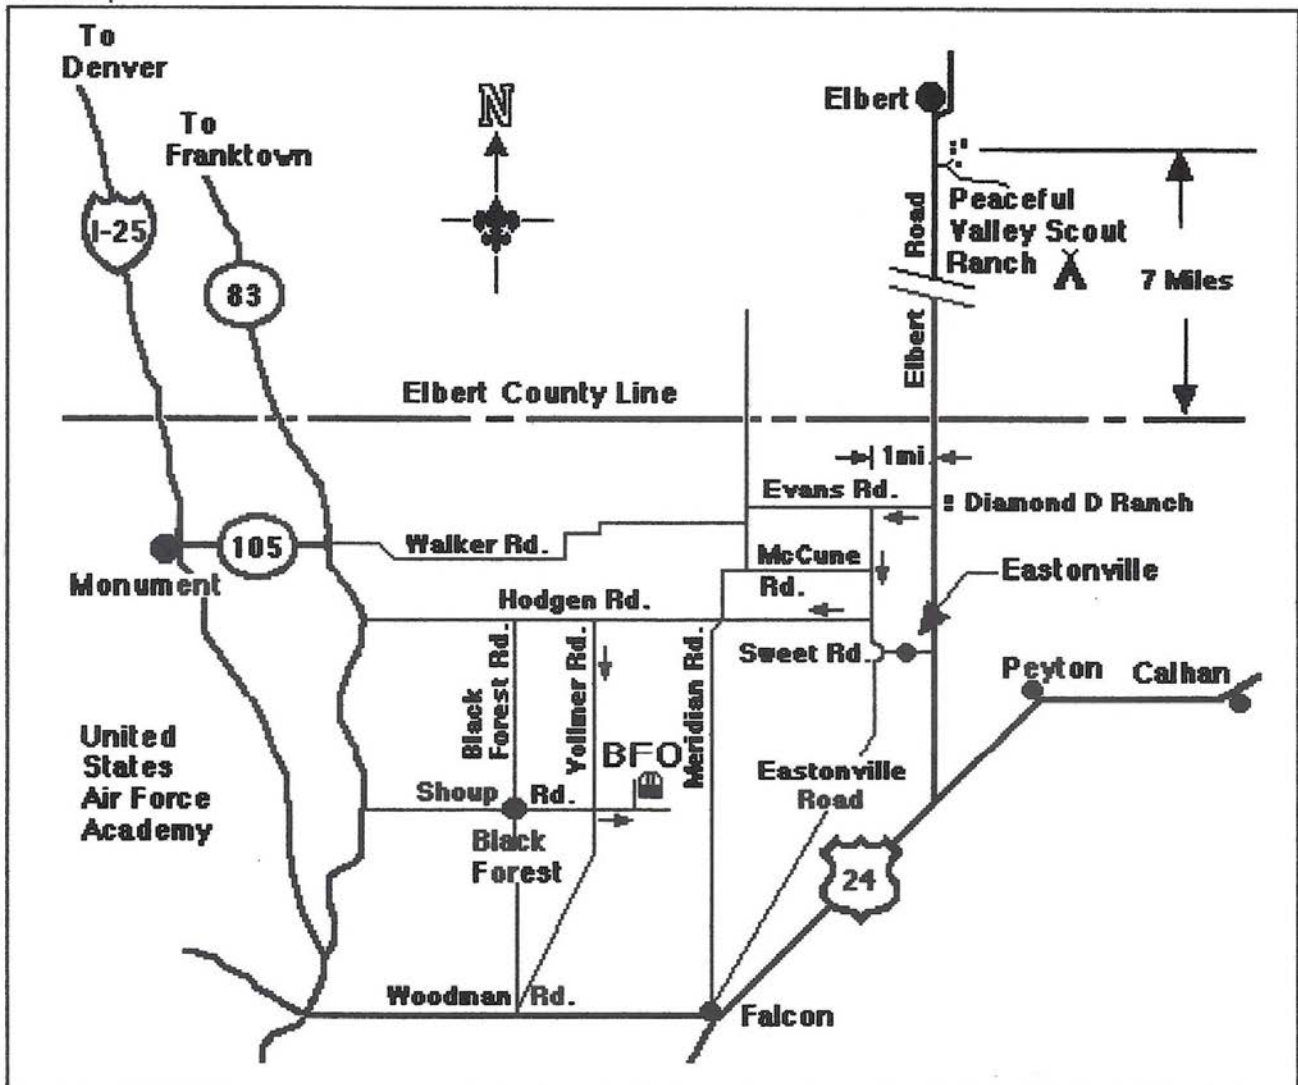 To
Denver
To
Franktown
N
Elbert
I-25
83
Elbert Road
Peaceful
Valley Scout
Ranch
7 Miles
Elbert County Line
1mi.
Evans Rd.
Diamond D Ranch
105
Walker Rd.
McCune
Rd.
Eastonville
Monument
Hodgen Rd.
Black
Forest Rd.
Vollmer Rd.
Meridian Rd.
Sweet Rd.
Peyton
Calhan
United
States
Air Force
Academy
BFO
Shoup Rd.
Eastonville
Road
Black
Forest
24
Woodman Rd.
Falcon